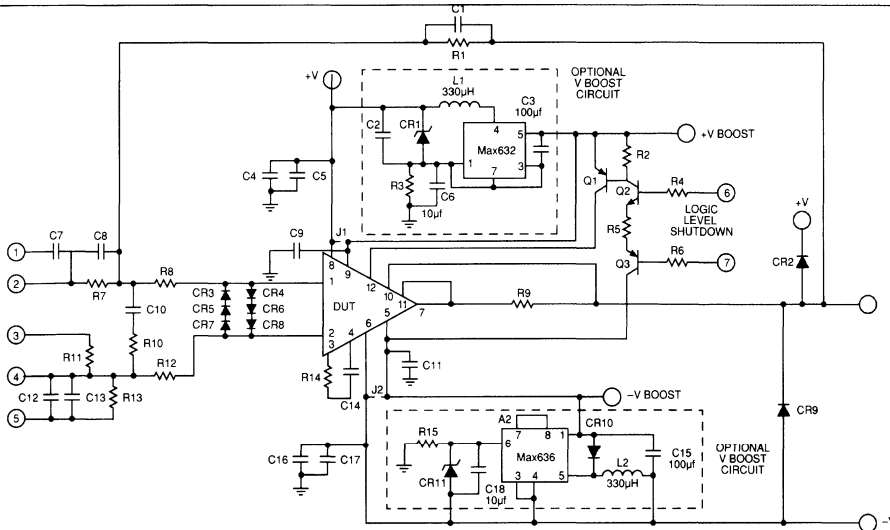 C1
R1
+V
L1
330µH
OPTIONAL
V BOOST
CIRCUIT
C3
100µf
C2
CR1
4
5
+V BOOST
1
Max632
3
7
R3
C6
10µf
C4
C5
R2
Q1
Q2
R4
6
LOGIC
LEVEL
SHUTDOWN
R5
Q3
R6
7
+V
CR2
C9
J1
8
9
12
10
11
1
C7
C8
2
R7
R8
1
CR3
CR4
CR5
CR6
CR7
CR8
DUT
7
R9
C10
3
R11
R10
4
R12
2
3
4
6
5
C11
R14
C14
C12
C13
R13
5
J2
−V BOOST
CR9
R15
A2
7
8
1
CR10
6
Max636
C15
100µf
C16
C17
CR11
C18
10µf
3
4
5
L2
330µH
OPTIONAL
V BOOST
CIRCUIT